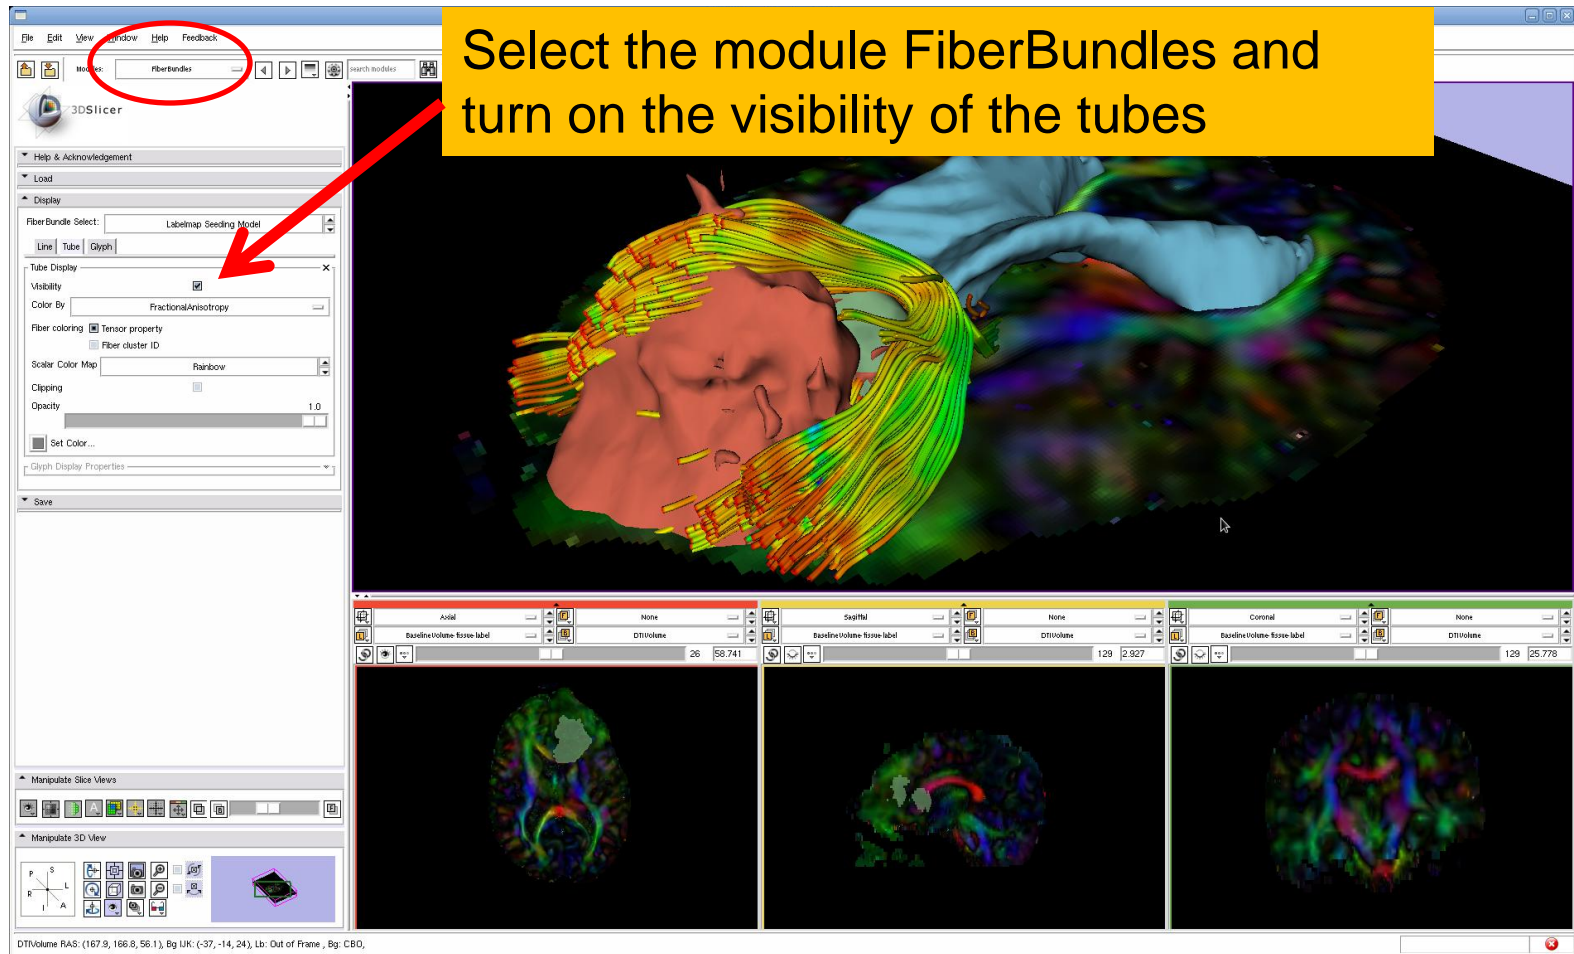 Select the module FiberBundles and
turn on the visibility of the tubes
File Edit View Window Help Feedback
Modules: FiberBundles search modules
3DSlicer
Help & Acknowledgement
Load
Display
FiberBundle Select: Labelmap Seeding Model
Line Tube Glyph
Tube Display
Visibility
Color By FractionalAnisotropy
Fiber coloring Tensor property
Fiber cluster ID
Scalar Color Map Rainbow
Clipping
Opacity 1.0
Set Color...
Glyph Display Properties
Save
Axial None Sagittal None Coronal None
BaselineVolume-tissue-label DTIVolume BaselineVolume-tissue-label DTIVolume BaselineVolume-tissue-label DTIVolume
26 58.741 129 2.927 129 25.778
Manipulate Slice Views
Manipulate 3D View
P S
R L
I A
DTIVolume RAS: (167.9, 166.8, 56.1), Bg IJK: (-37, -14, 24), Lb: Out of Frame , Bg: CBO,